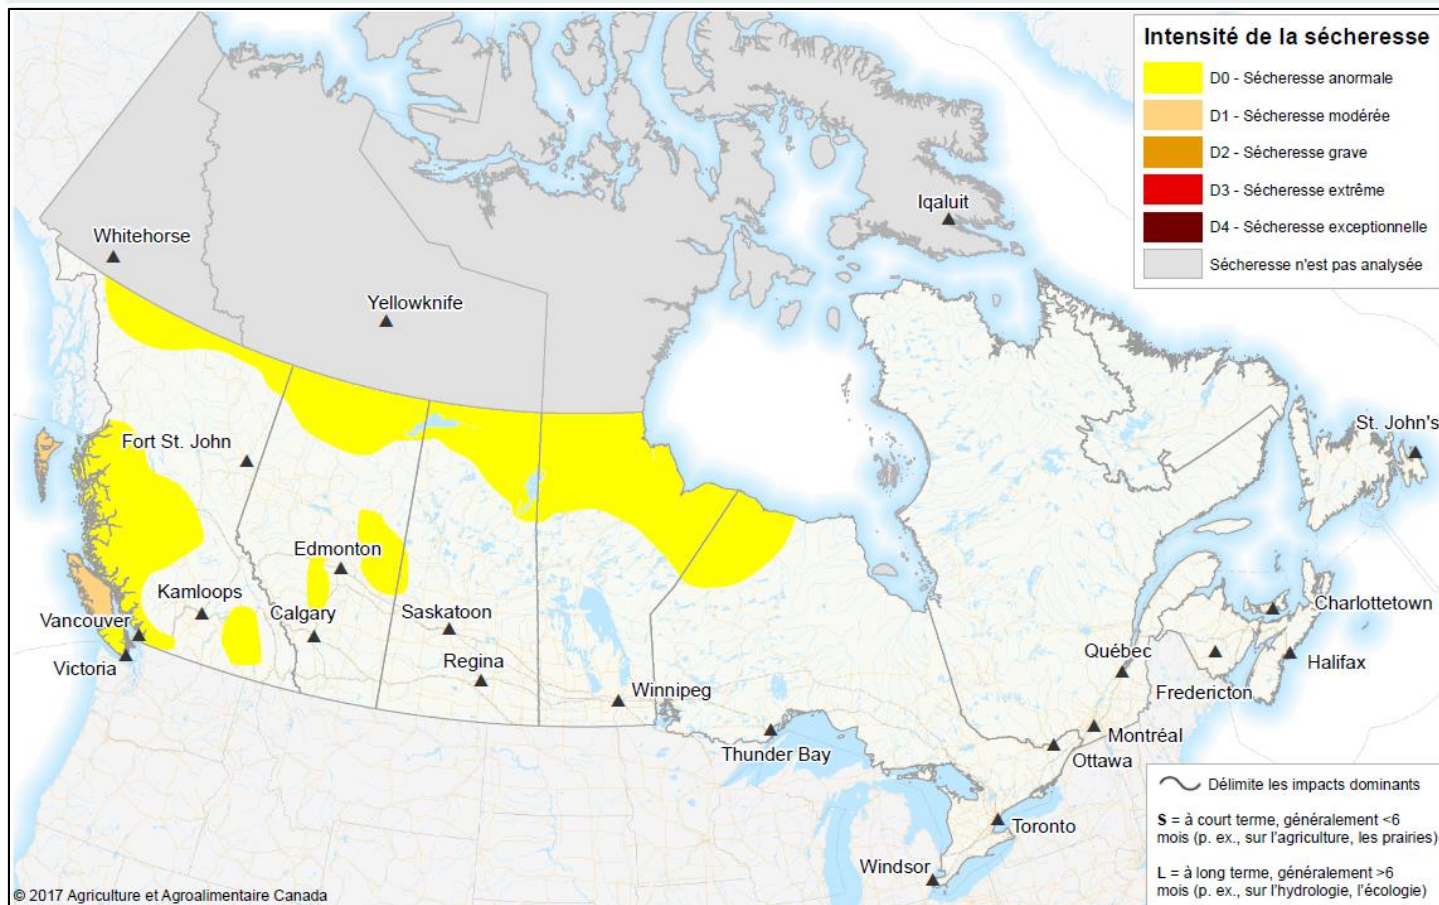 Intensité de la sécheresse
D0 - Sécheresse anormale
D1 - Sécheresse modérée
D2 - Sécheresse grave
D3 - Sécheresse extrême
D4 - Sécheresse exceptionnelle
Sécheresse n'est pas analysée
Iqaluit
Whitehorse
Yellowknife
St. John's
Fort St. John
Edmonton
Kamloops
Calgary
Saskatoon
Charlottetown
Vancouver
Victoria
Regina
Québec
Halifax
Winnipeg
Fredericton
Montréal
Thunder Bay
Ottawa
Toronto
Windsor
Délimite les impacts dominants
S = à court terme, généralement <6
mois (p. ex., sur l'agriculture, les prairies)
L = à long terme, généralement >6
mois (p. ex., sur l'hydrologie, l'écologie)
© 2017 Agriculture et Agroalimentaire Canada